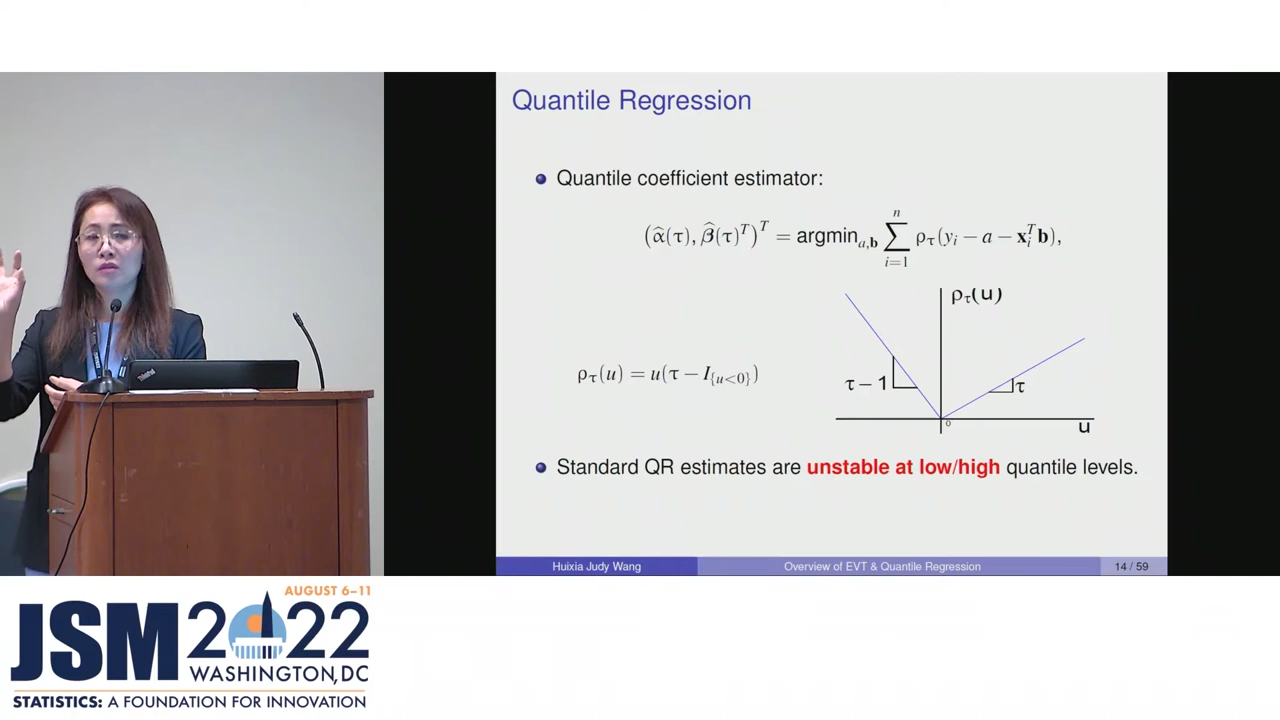 Quantile Regression
Quantile coefficient estimator:
(α̂(τ), β̂(τ)ᵀ)ᵀ = argmin_{a,b} ∑_{i=1}^{n} ρ_τ(y_i − a − x_i^T b),
ρ_τ(u)
ρ_τ(u) = u(τ − I_{u<0})
τ − 1
τ
0
u
Standard QR estimates are unstable at low/high quantile levels.
Huixia Judy Wang
Overview of EVT & Quantile Regression
14 / 59
ThinkPad
AUGUST 6–11
JSM 2022
WASHINGTON, DC
STATISTICS: A FOUNDATION FOR INNOVATION